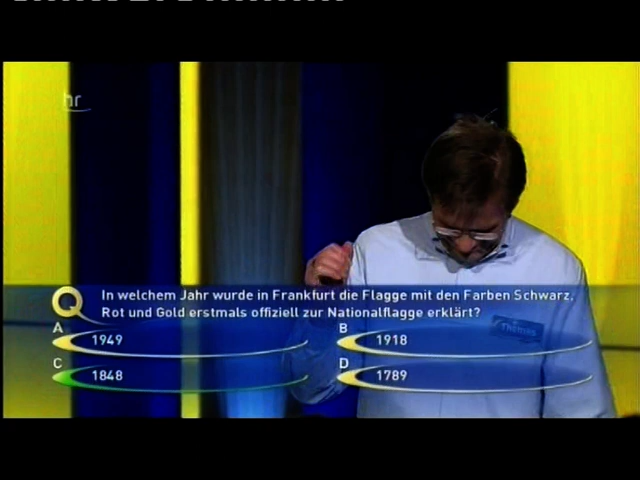 hr
Q In welchem Jahr wurde in Frankfurt die Flagge mit den Farben Schwarz,
Rot und Gold erstmals offiziell zur Nationalflagge erklärt?
A 1949
B 1918
C 1848
D 1789
Thomas